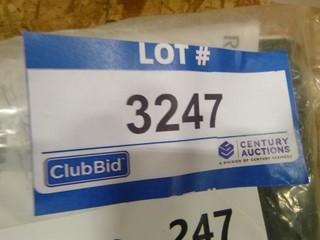 LOT #
3247
ClubBid
CENTURY
AUCTIONS
A DIVISION OF CENTURY SERVICES
247